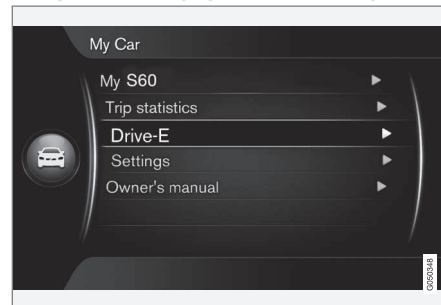 My Car
My S60
Trip statistics
Drive-E
Settings
Owner's manual
G050348